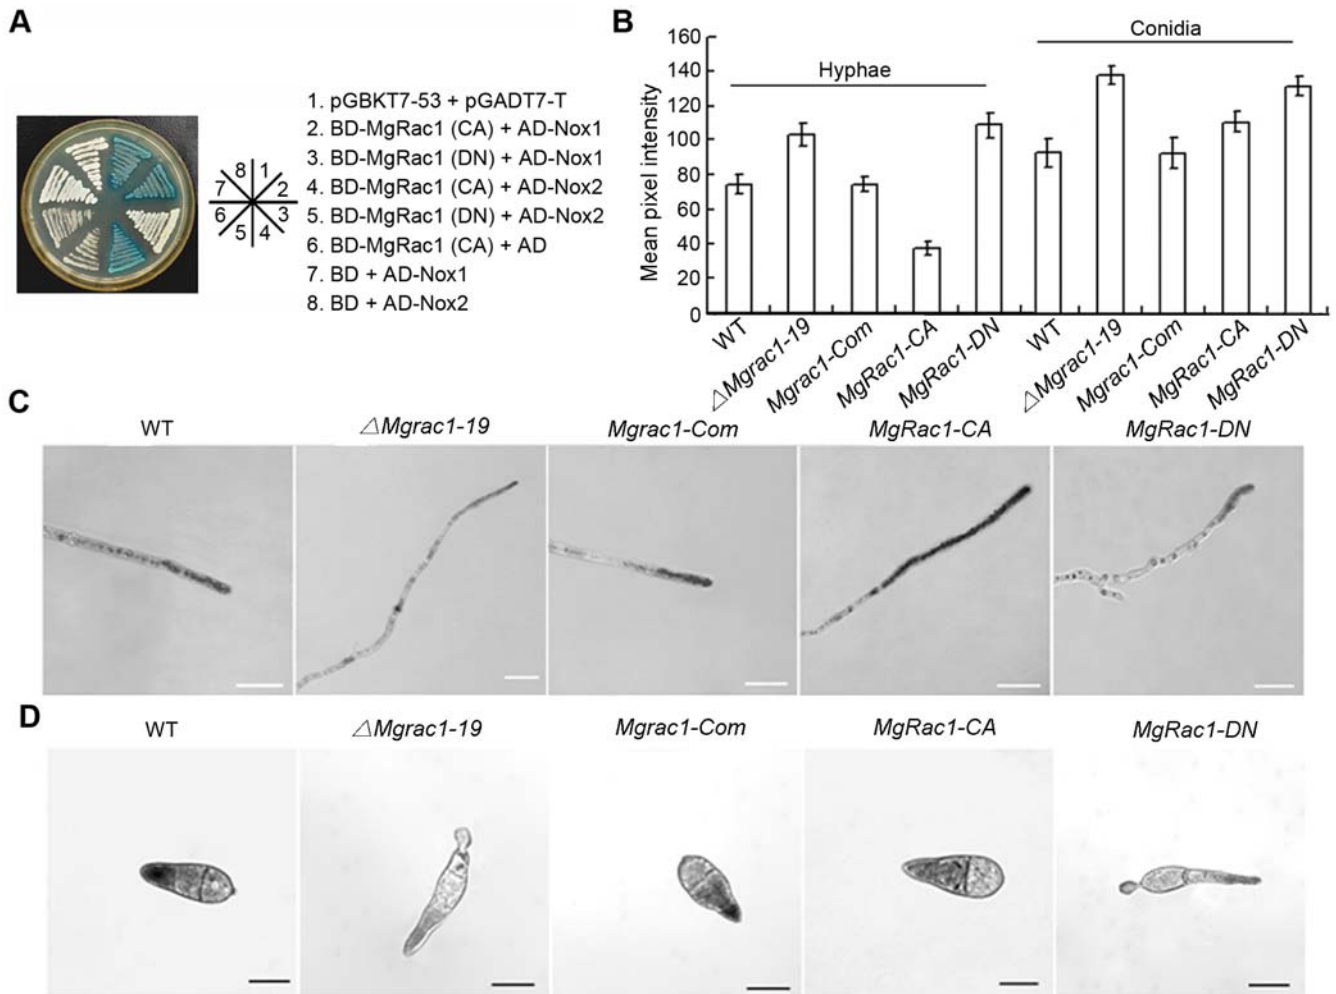 A
8 1
7 2
6 3
5 4
1. pGBKT7-53 + pGADT7-T
2. BD-MgRac1 (CA) + AD-Nox1
3. BD-MgRac1 (DN) + AD-Nox1
4. BD-MgRac1 (CA) + AD-Nox2
5. BD-MgRac1 (DN) + AD-Nox2
6. BD-MgRac1 (CA) + AD
7. BD + AD-Nox1
8. BD + AD-Nox2
B
Mean pixel intensity
160
140
120
100
80
60
40
20
0
Hyphae
Conidia
WT
△Mgrac1-19
Mgrac1-Com
MgRac1-CA
MgRac1-DN
WT
△Mgrac1-19
Mgrac1-Com
MgRac1-CA
MgRac1-DN
C
WT △Mgrac1-19 Mgrac1-Com MgRac1-CA MgRac1-DN
D
WT △Mgrac1-19 Mgrac1-Com MgRac1-CA MgRac1-DN